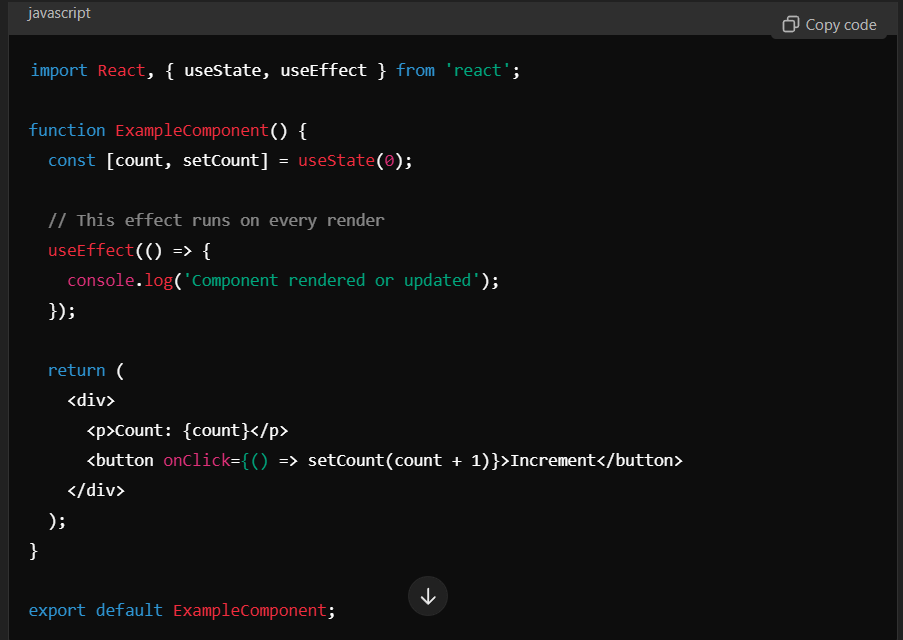 javascript
Copy code
import React, { useState, useEffect } from 'react';
function ExampleComponent() {
const [count, setCount] = useState(0);
// This effect runs on every render
useEffect(() => {
console.log('Component rendered or updated');
});
return (
<div>
<p>Count: {count}</p>
<button onClick={() => setCount(count + 1)}>Increment</button>
</div>
);
}
export default ExampleComponent;